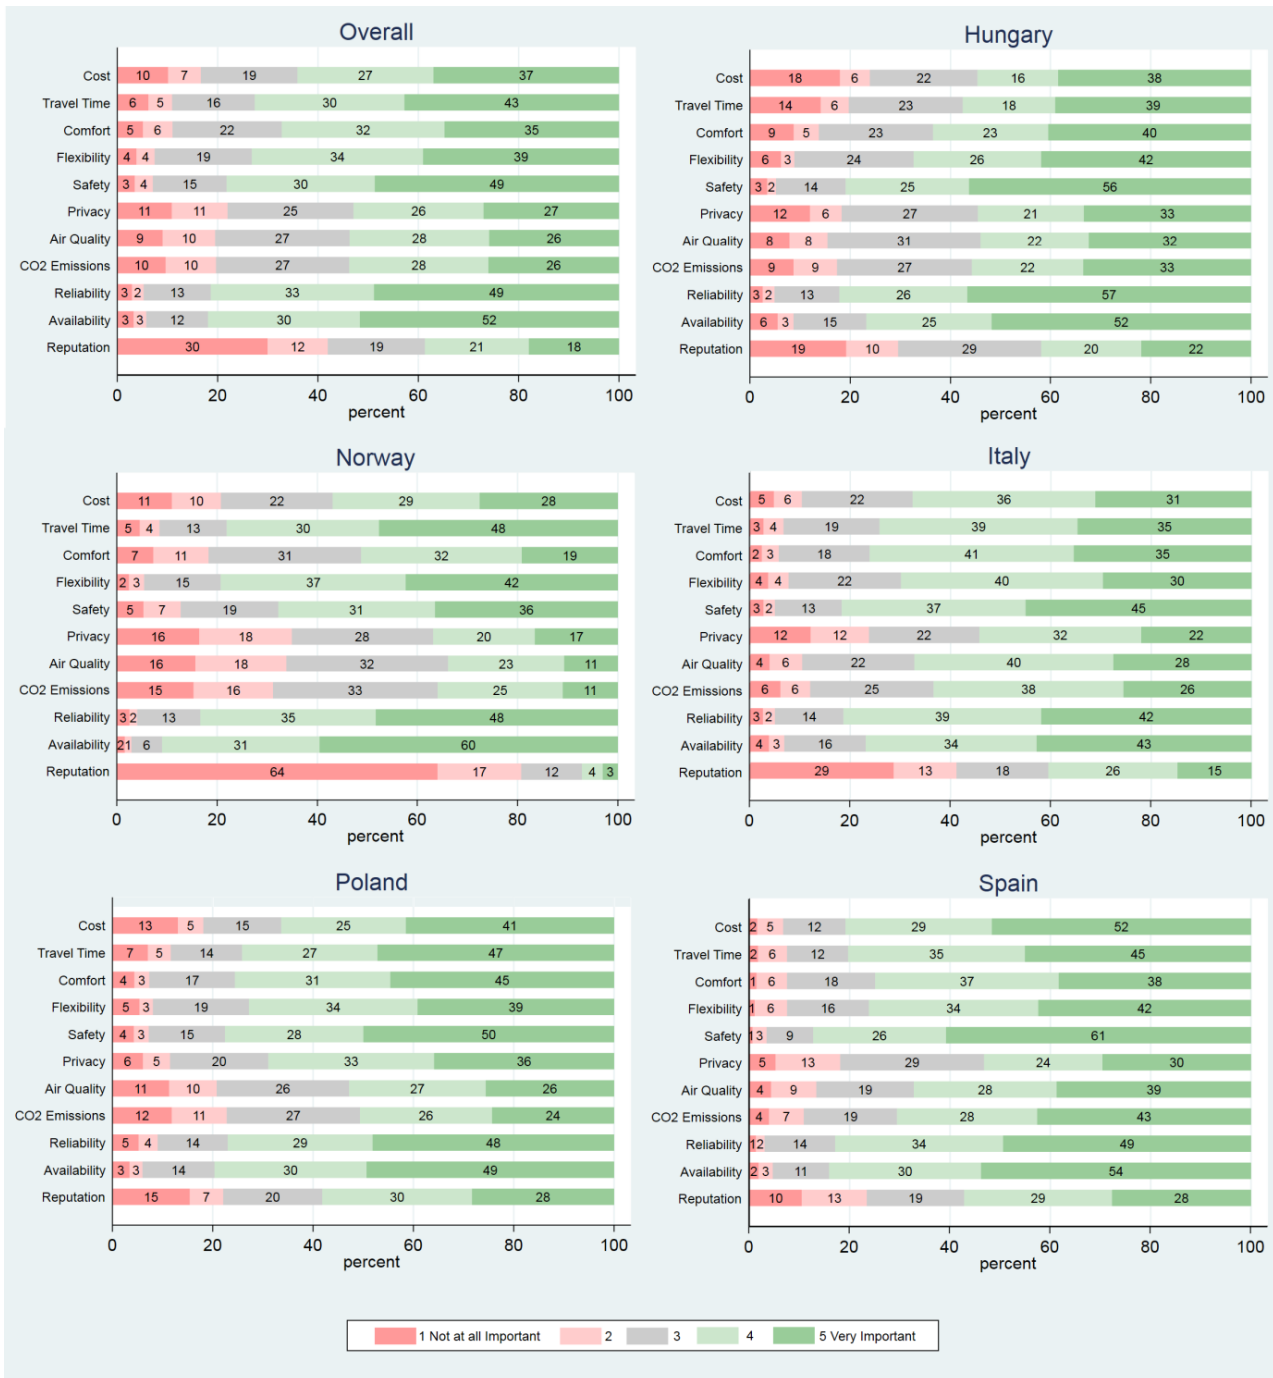 Overall
Cost 10 7 19 27 37
Travel Time 6 5 16 30 43
Comfort 5 6 22 32 35
Flexibility 4 4 19 34 39
Safety 3 4 15 30 49
Privacy 11 11 25 26 27
Air Quality 9 10 27 28 26
CO2 Emissions 10 10 27 28 26
Reliability 3 2 13 33 49
Availability 3 3 12 30 52
Reputation 30 12 19 21 18
0 20 40 60 80 100
percent
Hungary
Cost 18 6 22 16 38
Travel Time 14 6 23 18 39
Comfort 9 5 23 23 40
Flexibility 6 3 24 26 42
Safety 3 2 14 25 56
Privacy 12 6 27 21 33
Air Quality 8 8 31 22 32
CO2 Emissions 9 9 27 22 33
Reliability 3 2 13 26 57
Availability 6 3 15 25 52
Reputation 19 10 29 20 22
0 20 40 60 80 100
percent
Norway
Cost 11 10 22 29 28
Travel Time 5 4 13 30 48
Comfort 7 11 31 32 19
Flexibility 2 3 15 37 42
Safety 5 7 19 31 36
Privacy 16 18 28 20 17
Air Quality 16 18 32 23 11
CO2 Emissions 15 16 33 25 11
Reliability 3 2 13 35 48
Availability 2 1 6 31 60
Reputation 64 17 12 4 3
0 20 40 60 80 100
percent
Italy
Cost 5 6 22 36 31
Travel Time 3 4 19 39 35
Comfort 2 3 18 41 35
Flexibility 4 4 22 40 30
Safety 3 2 13 37 45
Privacy 12 12 22 32 22
Air Quality 4 6 22 40 28
CO2 Emissions 6 6 25 38 26
Reliability 3 2 14 39 42
Availability 4 3 16 34 43
Reputation 29 13 18 26 15
0 20 40 60 80 100
percent
Poland
Cost 13 5 15 25 41
Travel Time 7 5 14 27 47
Comfort 4 3 17 31 45
Flexibility 5 3 19 34 39
Safety 4 3 15 28 50
Privacy 6 5 20 33 36
Air Quality 11 10 26 27 26
CO2 Emissions 12 11 27 26 24
Reliability 5 4 14 29 48
Availability 3 3 14 30 49
Reputation 15 7 20 30 28
0 20 40 60 80 100
percent
Spain
Cost 2 5 12 29 52
Travel Time 2 6 12 35 45
Comfort 1 6 18 37 38
Flexibility 1 6 16 34 42
Safety 1 3 9 26 61
Privacy 5 13 29 24 30
Air Quality 4 9 19 28 39
CO2 Emissions 4 7 19 28 43
Reliability 1 2 14 34 49
Availability 2 3 11 30 54
Reputation 10 13 19 29 28
0 20 40 60 80 100
percent
1 Not at all Important 2 3 4 5 Very Important